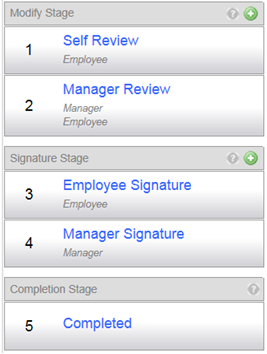 Modify Stage ?
1 Self Review
Employee
2 Manager Review
Manager
Employee
Signature Stage ?
3 Employee Signature
Employee
4 Manager Signature
Manager
Completion Stage ?
5 Completed